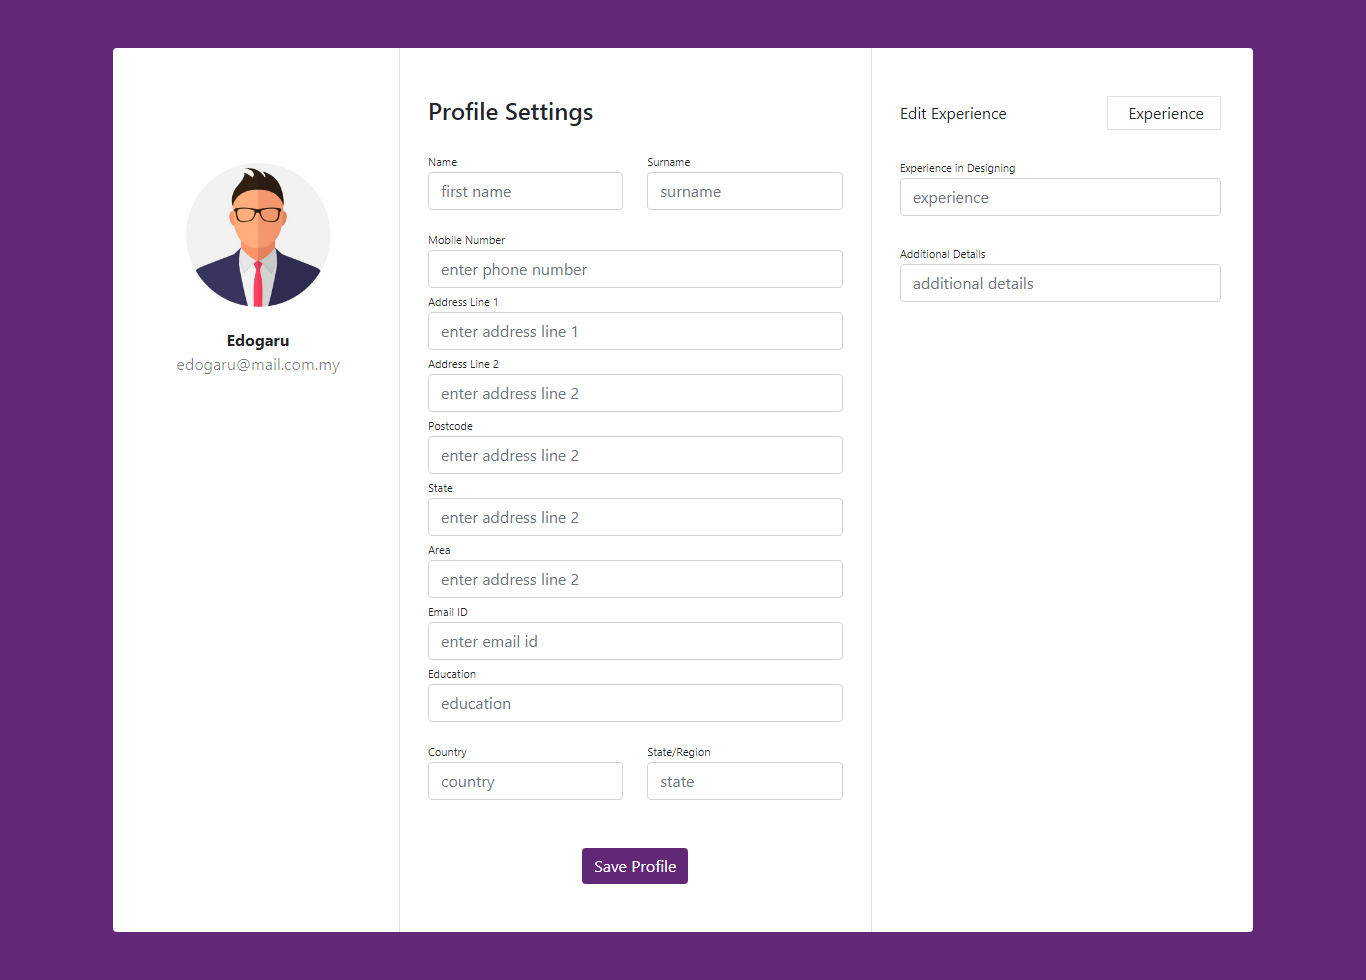 Edogaru
edogaru@mail.com.my
Profile Settings
Name
first name
Surname
surname
Mobile Number
enter phone number
Address Line 1
enter address line 1
Address Line 2
enter address line 2
Postcode
enter address line 2
State
enter address line 2
Area
enter address line 2
Email ID
enter email id
Education
education
Country
country
State/Region
state
Save Profile
Edit Experience
Experience
Experience in Designing
experience
Additional Details
additional details